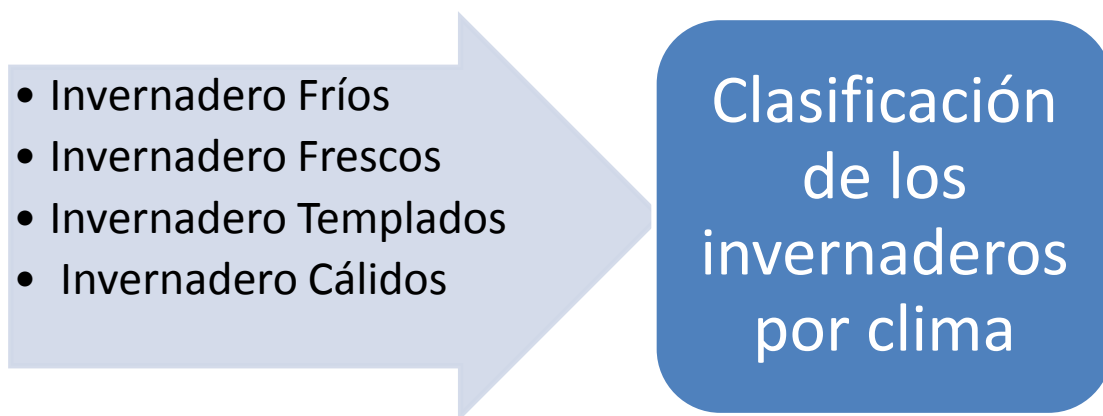 • Invernadero Fríos
• Invernadero Frescos
• Invernadero Templados
• Invernadero Cálidos
Clasificación
de los
invernaderos
por clima